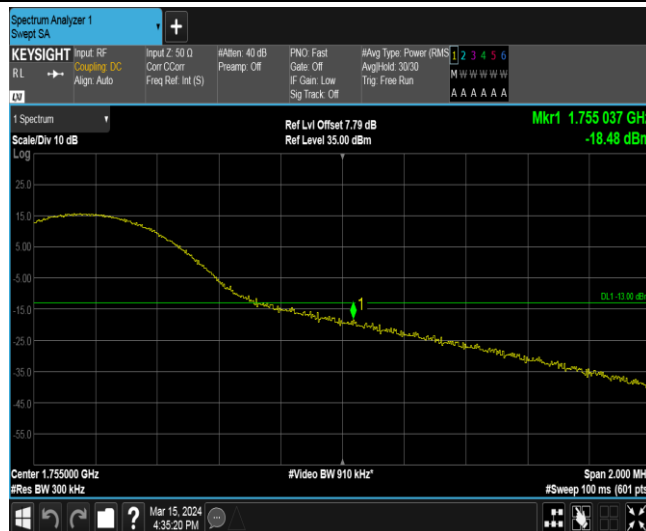 Spectrum Analyzer 1
Swept SA
+
KEYSIGHT
RL
LXI
Input: RF
Coupling: DC
Align: Auto
Input Z: 50 Ω
Corr CCorr
Freq Ref: Int (S)
#Atten: 40 dB
Preamp: Off
PNO: Fast
Gate: Off
IF Gain: Low
Sig Track: Off
#Avg Type: Power (RMS
Avg|Hold: 30/30
Trig: Free Run
1 2 3 4 5 6
M W W W W W
A A A A A A
1 Spectrum
Scale/Div 10 dB
Ref Lvl Offset 7.79 dB
Ref Level 35.00 dBm
Mkr1 1.755 037 GHz
-18.48 dBm
Log
25.0
15.0
5.00
-5.00
-15.0
-25.0
-35.0
-45.0
-55.0
DL1 -13.00 dBm
1
Center 1.755000 GHz
#Res BW 300 kHz
#Video BW 910 kHz*
Span 2.000 MH
#Sweep 100 ms (601 pts
?
Mar 15, 2024
4:35:20 PM